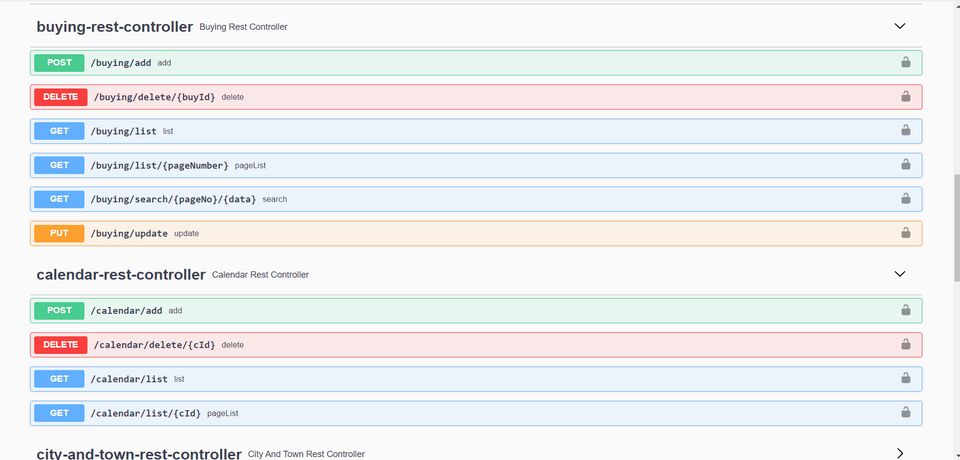 buying-rest-controller Buying Rest Controller
POST /buying/add add
DELETE /buying/delete/{buyId} delete
GET /buying/list list
GET /buying/list/{pageNumber} pageList
GET /buying/search/{pageNo}/{data} search
PUT /buying/update update
calendar-rest-controller Calendar Rest Controller
POST /calendar/add add
DELETE /calendar/delete/{cId} delete
GET /calendar/list list
GET /calendar/list/{cId} pageList
city-and-town-rest-controller City And Town Rest Controller